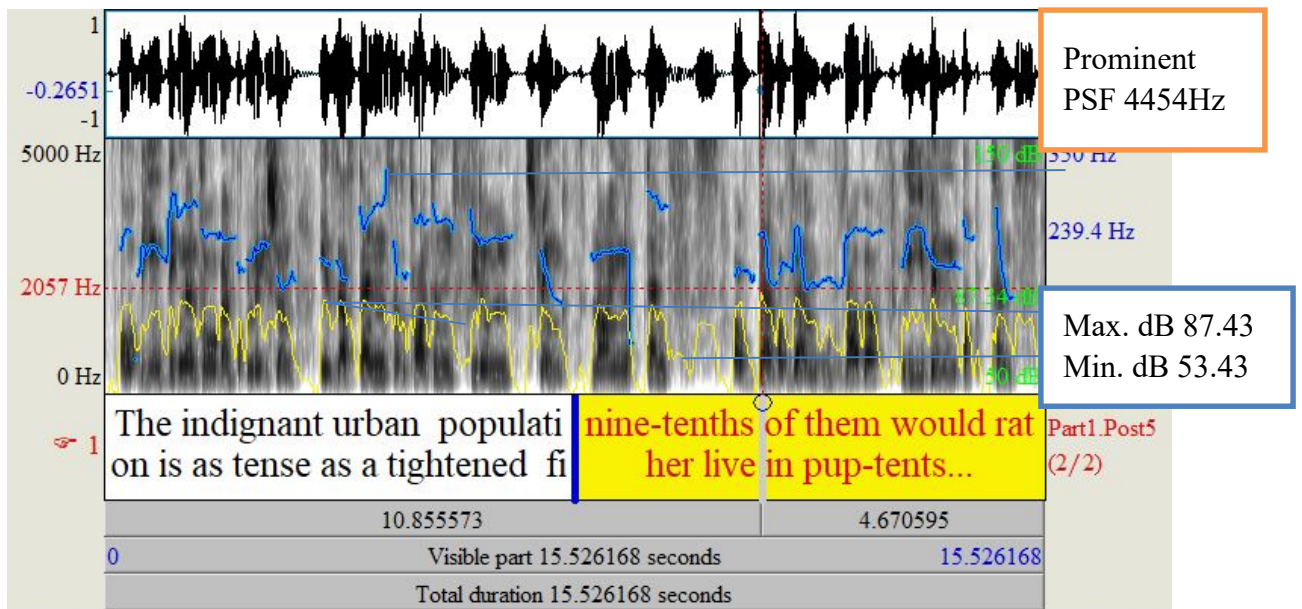 1
-0.2651
-1
Prominent
PSF 4454Hz
5000 Hz
150 dB
550 Hz
239.4 Hz
2057 Hz
87.54 dB
Max. dB 87.43
Min. dB 53.43
0 Hz
50 dB
The indignant urban populati
on is as tense as a tightened fi
nine-tenths of them would rat
her live in pup-tents...
☞ 1
Part1.Post5
(2/2)
10.855573
4.670595
0
Visible part 15.526168 seconds
15.526168
Total duration 15.526168 seconds